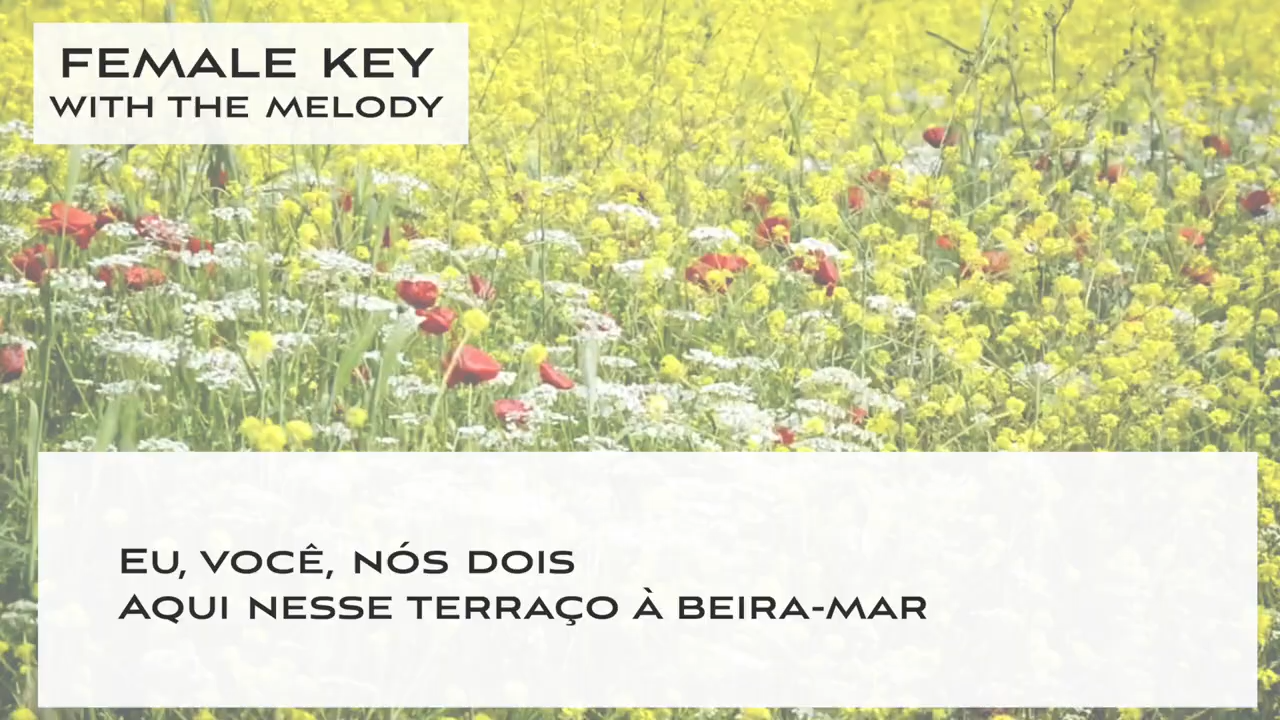 FEMALE KEY
WITH THE MELODY
EU, VOCÊ, NÓS DOIS
AQUI NESSE TERRAÇO À BEIRA-MAR